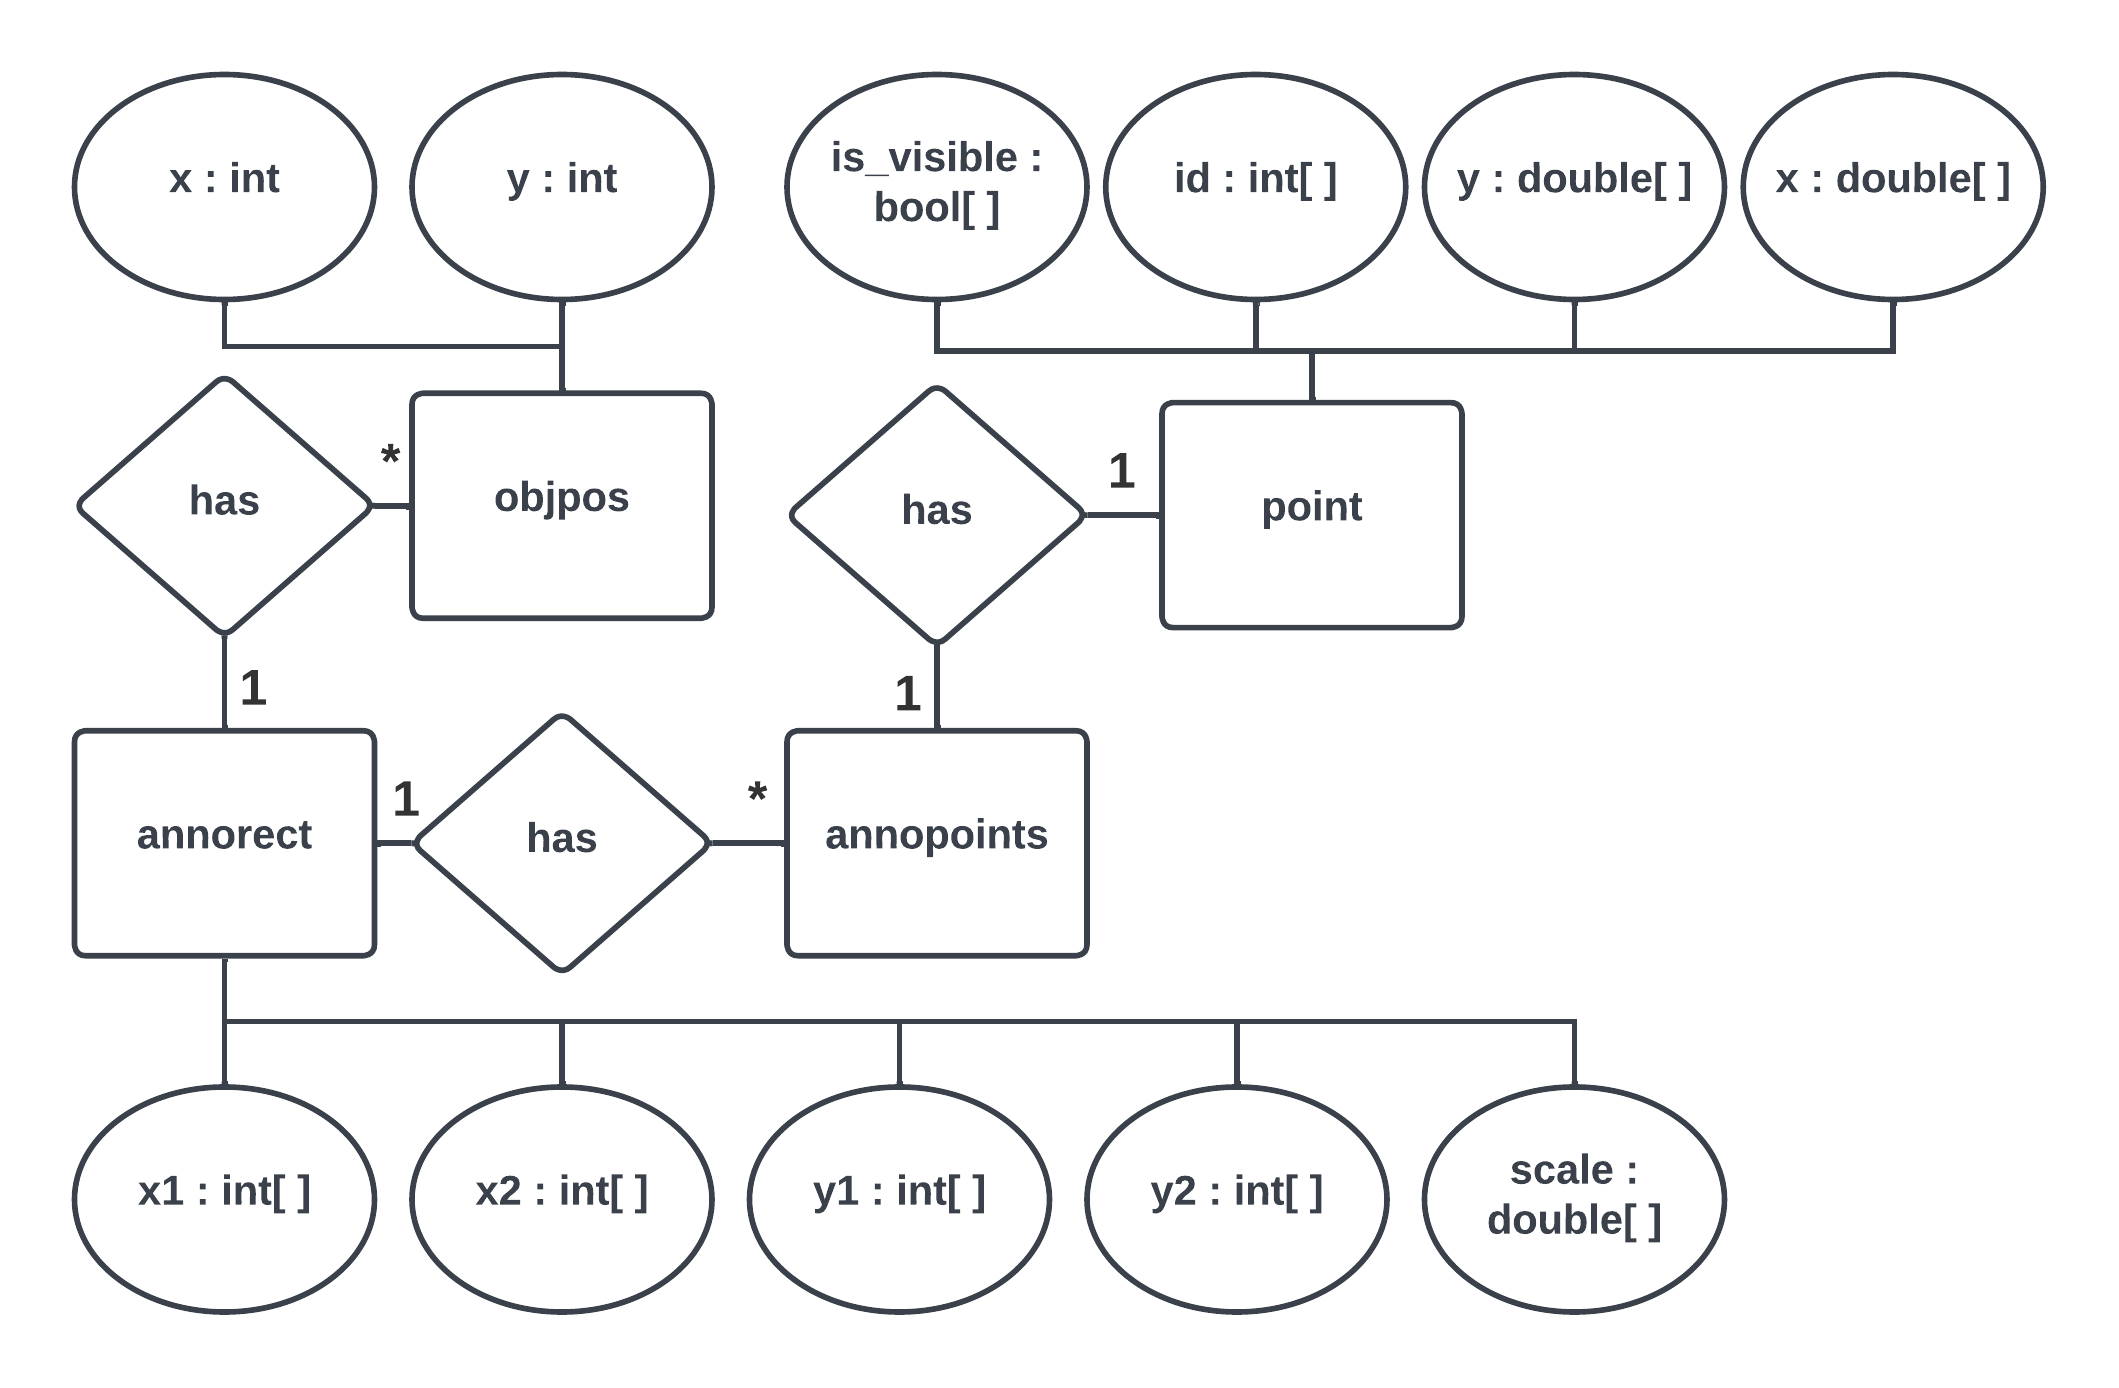 x : int
y : int
is_visible :
bool[ ]
id : int[ ]
y : double[ ]
x : double[ ]
has
*
objpos
has
1
point
1
1
annorect
1
has
*
annopoints
x1 : int[ ]
x2 : int[ ]
y1 : int[ ]
y2 : int[ ]
scale :
double[ ]